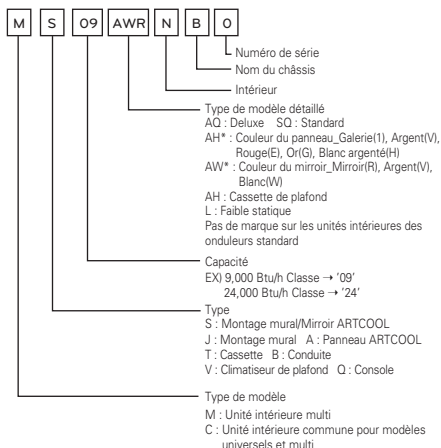 M S 09 AWR N B 0
Numéro de série
Nom du châssis
Intérieur
Type de modèle détaillé
AQ : Deluxe SQ : Standard
AH* : Couleur du panneau_Galerie(1), Argent(V),
Rouge(E), Or(G), Blanc argenté(H)
AW* : Couleur du mirroir_Mirroir(R), Argent(V),
Blanc(W)
AH : Cassette de plafond
L : Faible statique
Pas de marque sur les unités intérieures des
onduleurs standard
Capacité
EX) 9,000 Btu/h Classe → '09'
24,000 Btu/h Classe → '24'
Type
S : Montage mural/Mirroir ARTCOOL
J : Montage mural A : Panneau ARTCOOL
T : Cassette B : Conduite
V : Climatiseur de plafond Q : Console
Type de modèle
M : Unité intérieure multi
C : Unité intérieure commune pour modèles
universels et multi